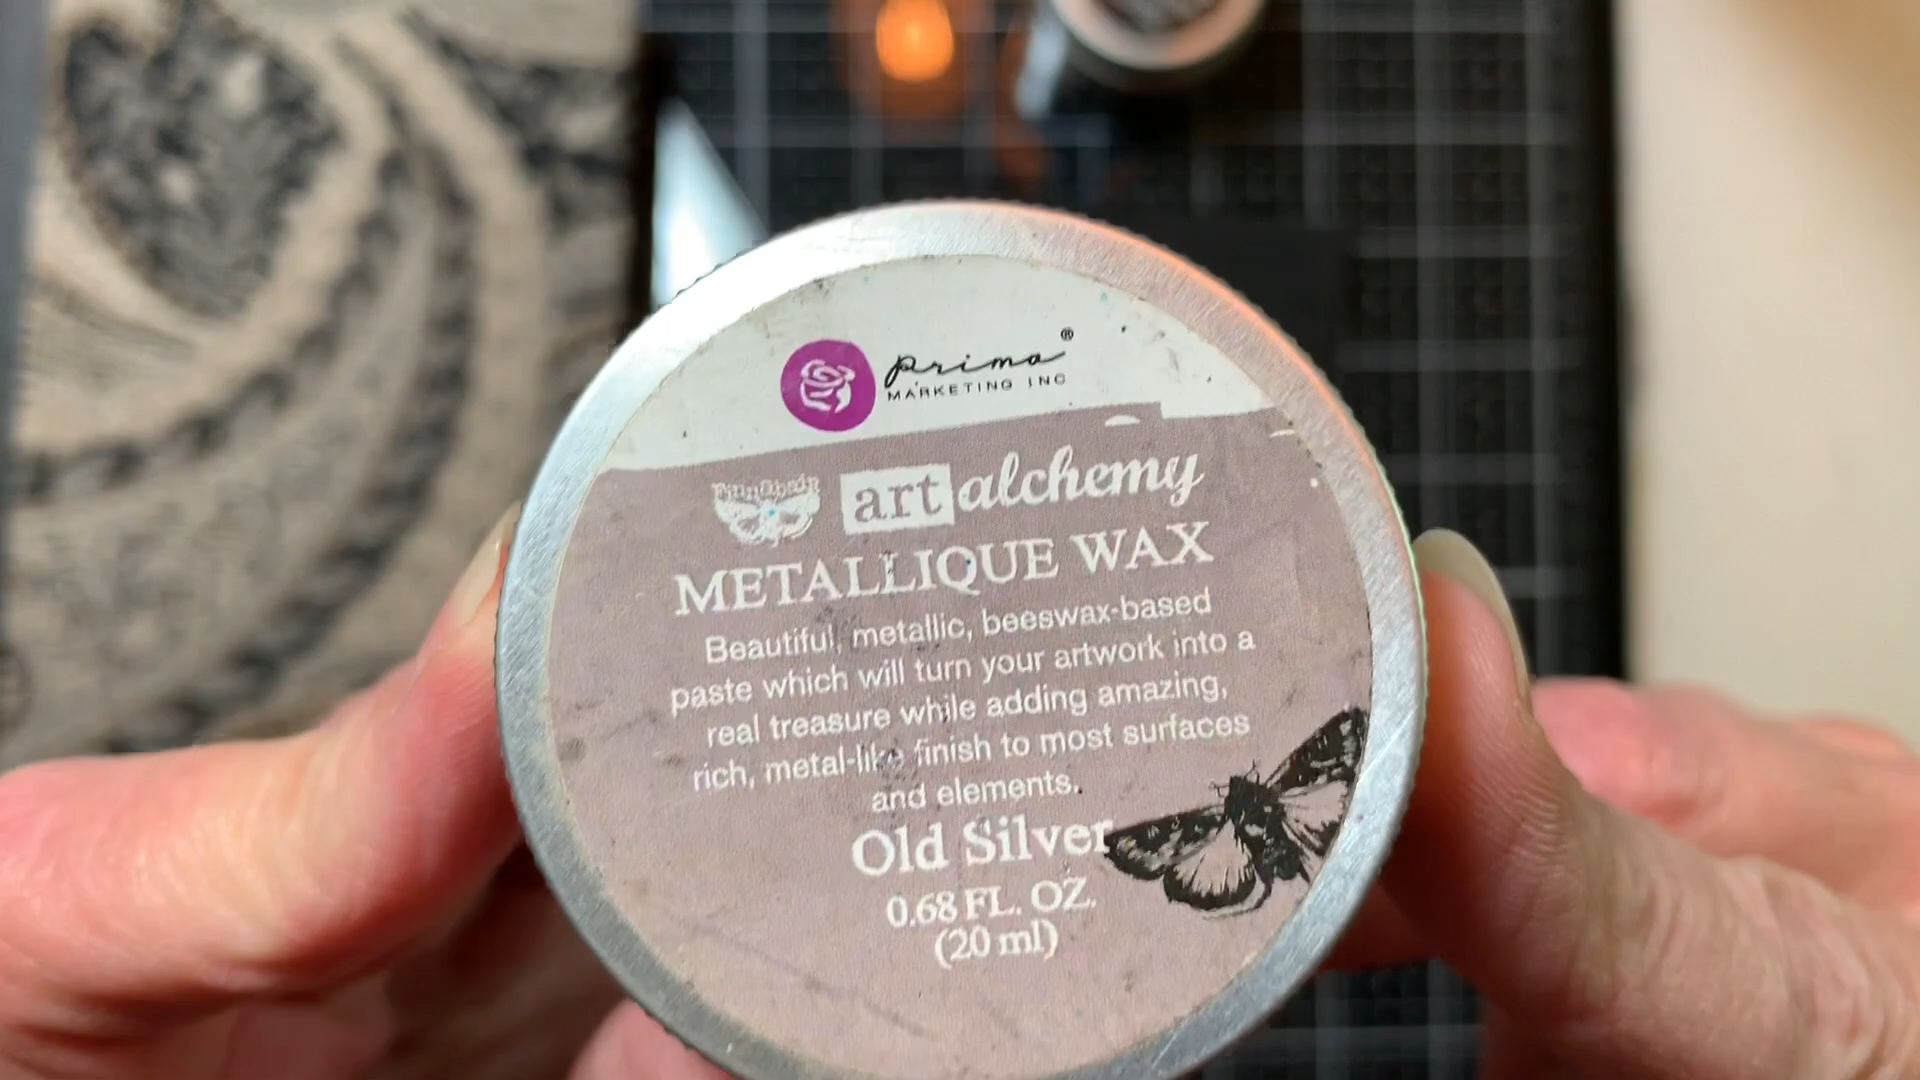 prima®
MARKETING INC
art alchemy
METALLIQUE WAX
Beautiful, metallic, beeswax-based
paste which will turn your artwork into a
real treasure while adding amazing,
rich, metal-like finish to most surfaces
and elements.
Old Silver
0.68 FL. OZ.
(20 ml)